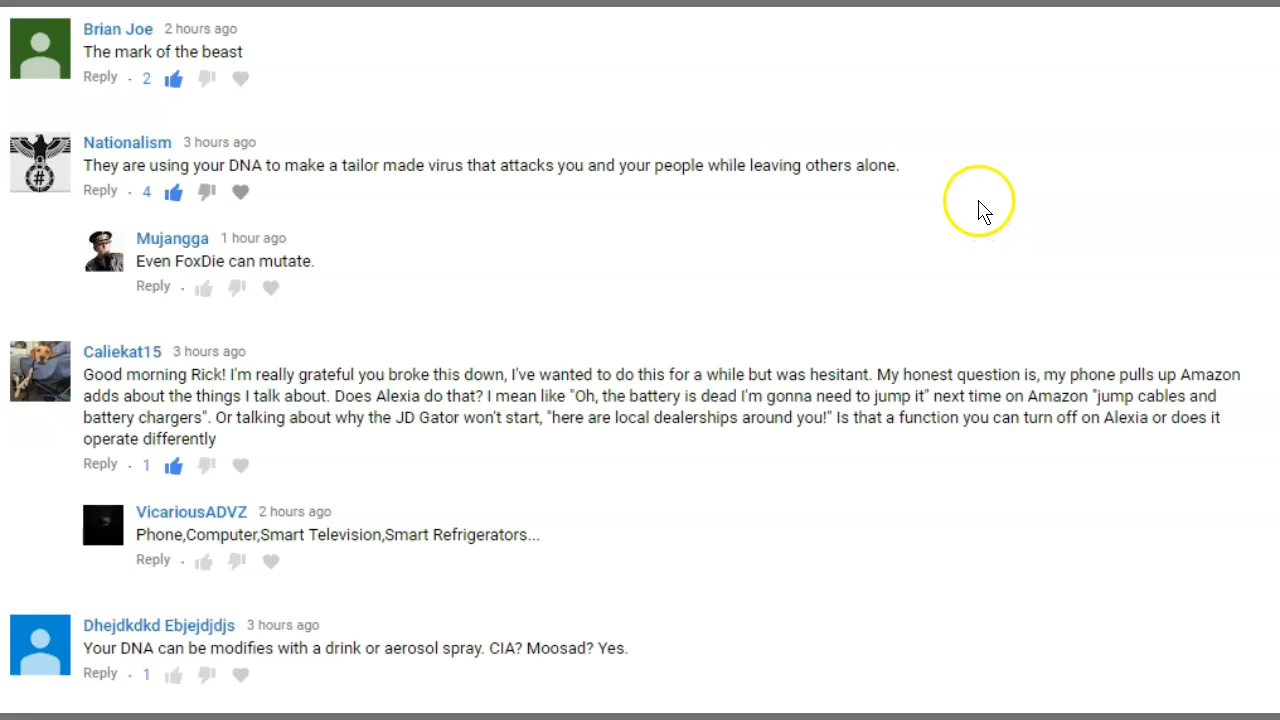 Brian Joe 2 hours ago
The mark of the beast
Reply . 2
Nationalism 3 hours ago
They are using your DNA to make a tailor made virus that attacks you and your people while leaving others alone.
Reply . 4
#
Mujangga 1 hour ago
Even FoxDie can mutate.
Reply .
Caliekat15 3 hours ago
Good morning Rick! I'm really grateful you broke this down, I've wanted to do this for a while but was hesitant. My honest question is, my phone pulls up Amazon
adds about the things I talk about. Does Alexia do that? I mean like "Oh, the battery is dead I'm gonna need to jump it" next time on Amazon "jump cables and
battery chargers". Or talking about why the JD Gator won't start, "here are local dealerships around you!" Is that a function you can turn off on Alexia or does it
operate differently
Reply . 1
VicariousADVZ 2 hours ago
Phone,Computer,Smart Television,Smart Refrigerators...
Reply .
Dhejdkdkd Ebjejdjdjs 3 hours ago
Your DNA can be modifies with a drink or aerosol spray. CIA? Moosad? Yes.
Reply . 1